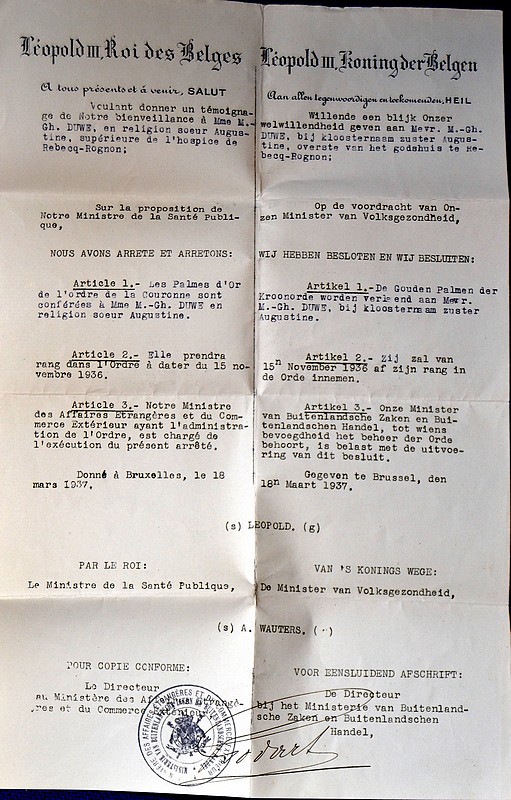 Léopold III, Roi des Belges
A tous présents et à venir, SALUT
Voulant donner un témoigna-
ge de Notre bienveillance à Mme M.-
Gh. DUWE, en religion soeur Augus-
tine, supérieure de l'hospice de
Rebecq-Rognon;
Sur la proposition de
Notre Ministre de la Santé Publi-
que,
NOUS AVONS ARRETE ET ARRETONS:
Article 1.- Les Palmes d'Or
de l'ordre de la Couronne sont
conférées à Mme M.-Gh. DUWE en
religion soeur Augustine.
Article 2.- Elle prendra
rang dans l'Ordre à dater du 15 no-
vembre 1936.
Article 3.- Notre Ministre
des Affaires Etrangères et du Com-
merce Extérieur ayant l'administra-
tion de l'Ordre, est chargé de
l'exécution du présent arrêté.
Donné à Bruxelles, le 18
mars 1937.
Léopold III, Koning der Belgen
Aan allen tegenwoordigen en toekomenden, HEIL
Willende een blijk Onzer
welwillendheid geven aan Mevr. M.-Gh.
DUWE, bij kloosternaam zuster Augus-
tine, overste van het godshuis te Re-
becq-Rognon;
Op de voordracht van On-
zen Minister van Volksgezondheid,
WIJ HEBBEN BESLOTEN EN WIJ BESLUITEN:
Artikel 1.-De Gouden Palmen der
Kroonorde worden verleend aan Mevr.
M.-Gh. DUWE, bij kloosternaam zuster
Augustine.
Artikel 2.- Zij zal van
15n November 1936 af zijn rang in
de Orde innemen.
Artikel 3.- Onze Minister
van Buitenlandsche Zaken en Bui-
tenlandschen Handel, tot wiens
bevoegdheid het beheer der Orde
behoort, is belast met de uitvoe-
ring van dit besluit.
Gegeven te Brussel, den
18n Maart 1937.
(s) LEOPOLD. (g)
PAR LE ROI:
Le Ministre de la Santé Publique,
VAN 'S KONINGS WEGE:
De Minister van Volksgezondheid,
(s) A. WAUTERS. (
POUR COPIE CONFORME:
Le Directeur
au Ministère des Affaires Etrangè-
res et du Commerce Extérieur
VOOR EENSLUIDEND AFSCHRIFT:
De Directeur
bij het Ministerie van Buitenland-
sche Zaken en Buitenlandschen
Handel,